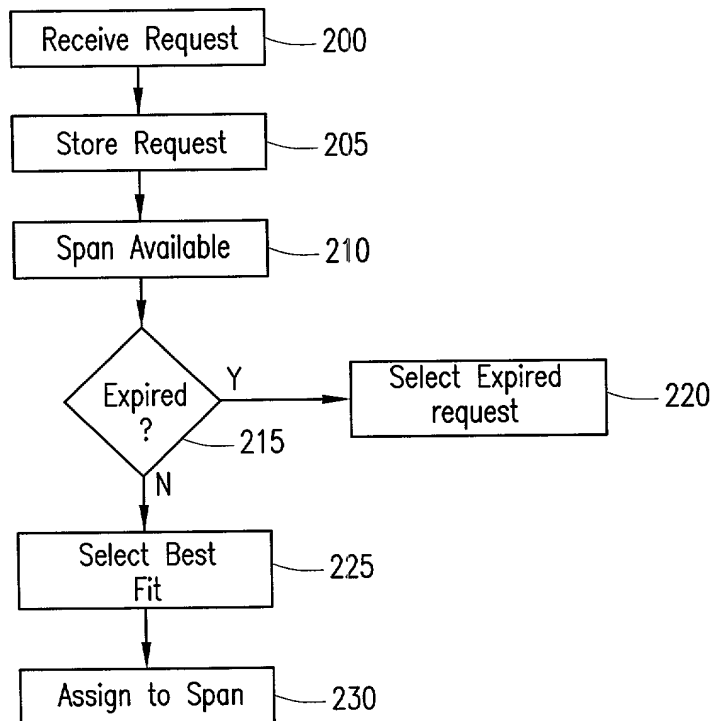 Receive Request
200
Store Request
205
Span Available
210
Expired
?
215
Y
Select Expired
request
220
N
Select Best
Fit
225
Assign to Span
230